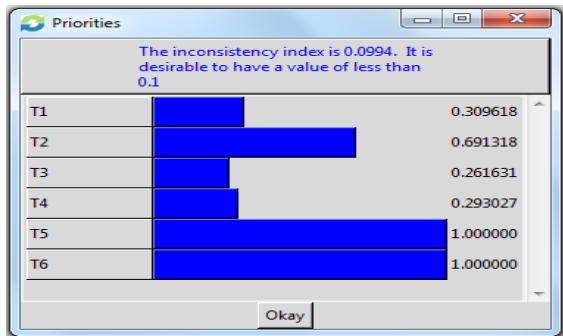 Priorities
The inconsistency index is 0.0994. It is
desirable to have a value of less than
0.1
T1 0.309618
T2 0.691318
T3 0.261631
T4 0.293027
T5 1.000000
T6 1.000000
Okay